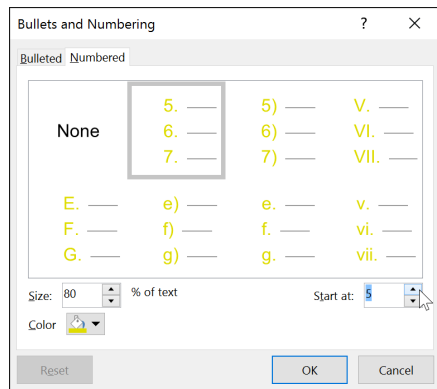 Bullets and Numbering ? ×
Bulleted Numbered
None
5.
6.
7.
5)
6)
7)
V.
VI.
VII.
E.
F.
G.
e)
f)
g)
e.
f.
g.
v.
vi.
vii.
Size: 80 % of text Start at: 5
Color
Reset OK Cancel